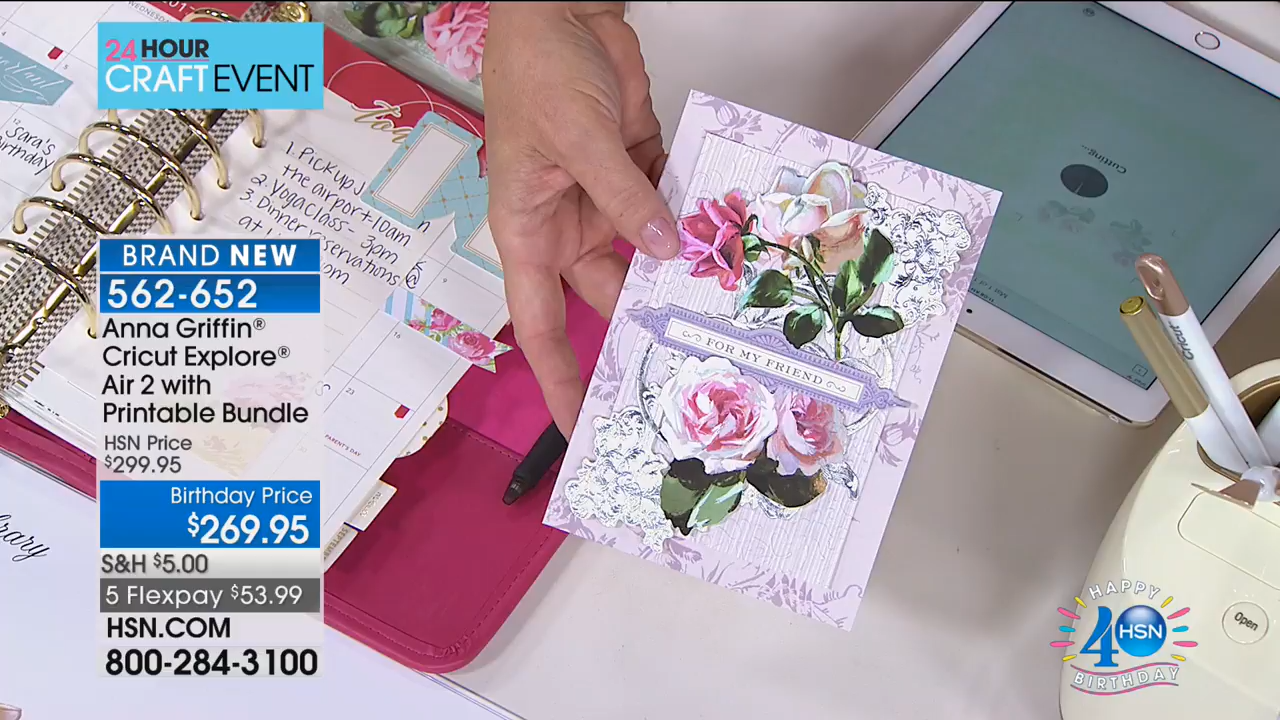 24 HOUR
CRAFT EVENT
BRAND NEW
562-652
Anna Griffin®
Cricut Explore®
Air 2 with
Printable Bundle
HSN Price
$299.95
Birthday Price
$269.95
S&H $5.00
5 Flexpay $53.99
HSN.COM
800-284-3100
WEDNESDAY
Sara's
Birthday
1. Pick up
the airport 10am
2. Yoga Class - 3pm
3. Dinner reservations
at
PARENT'S DAY
FOR MY FRIEND
Cutting...
Cricut
Open
HAPPY
40
HSN
BIRTHDAY